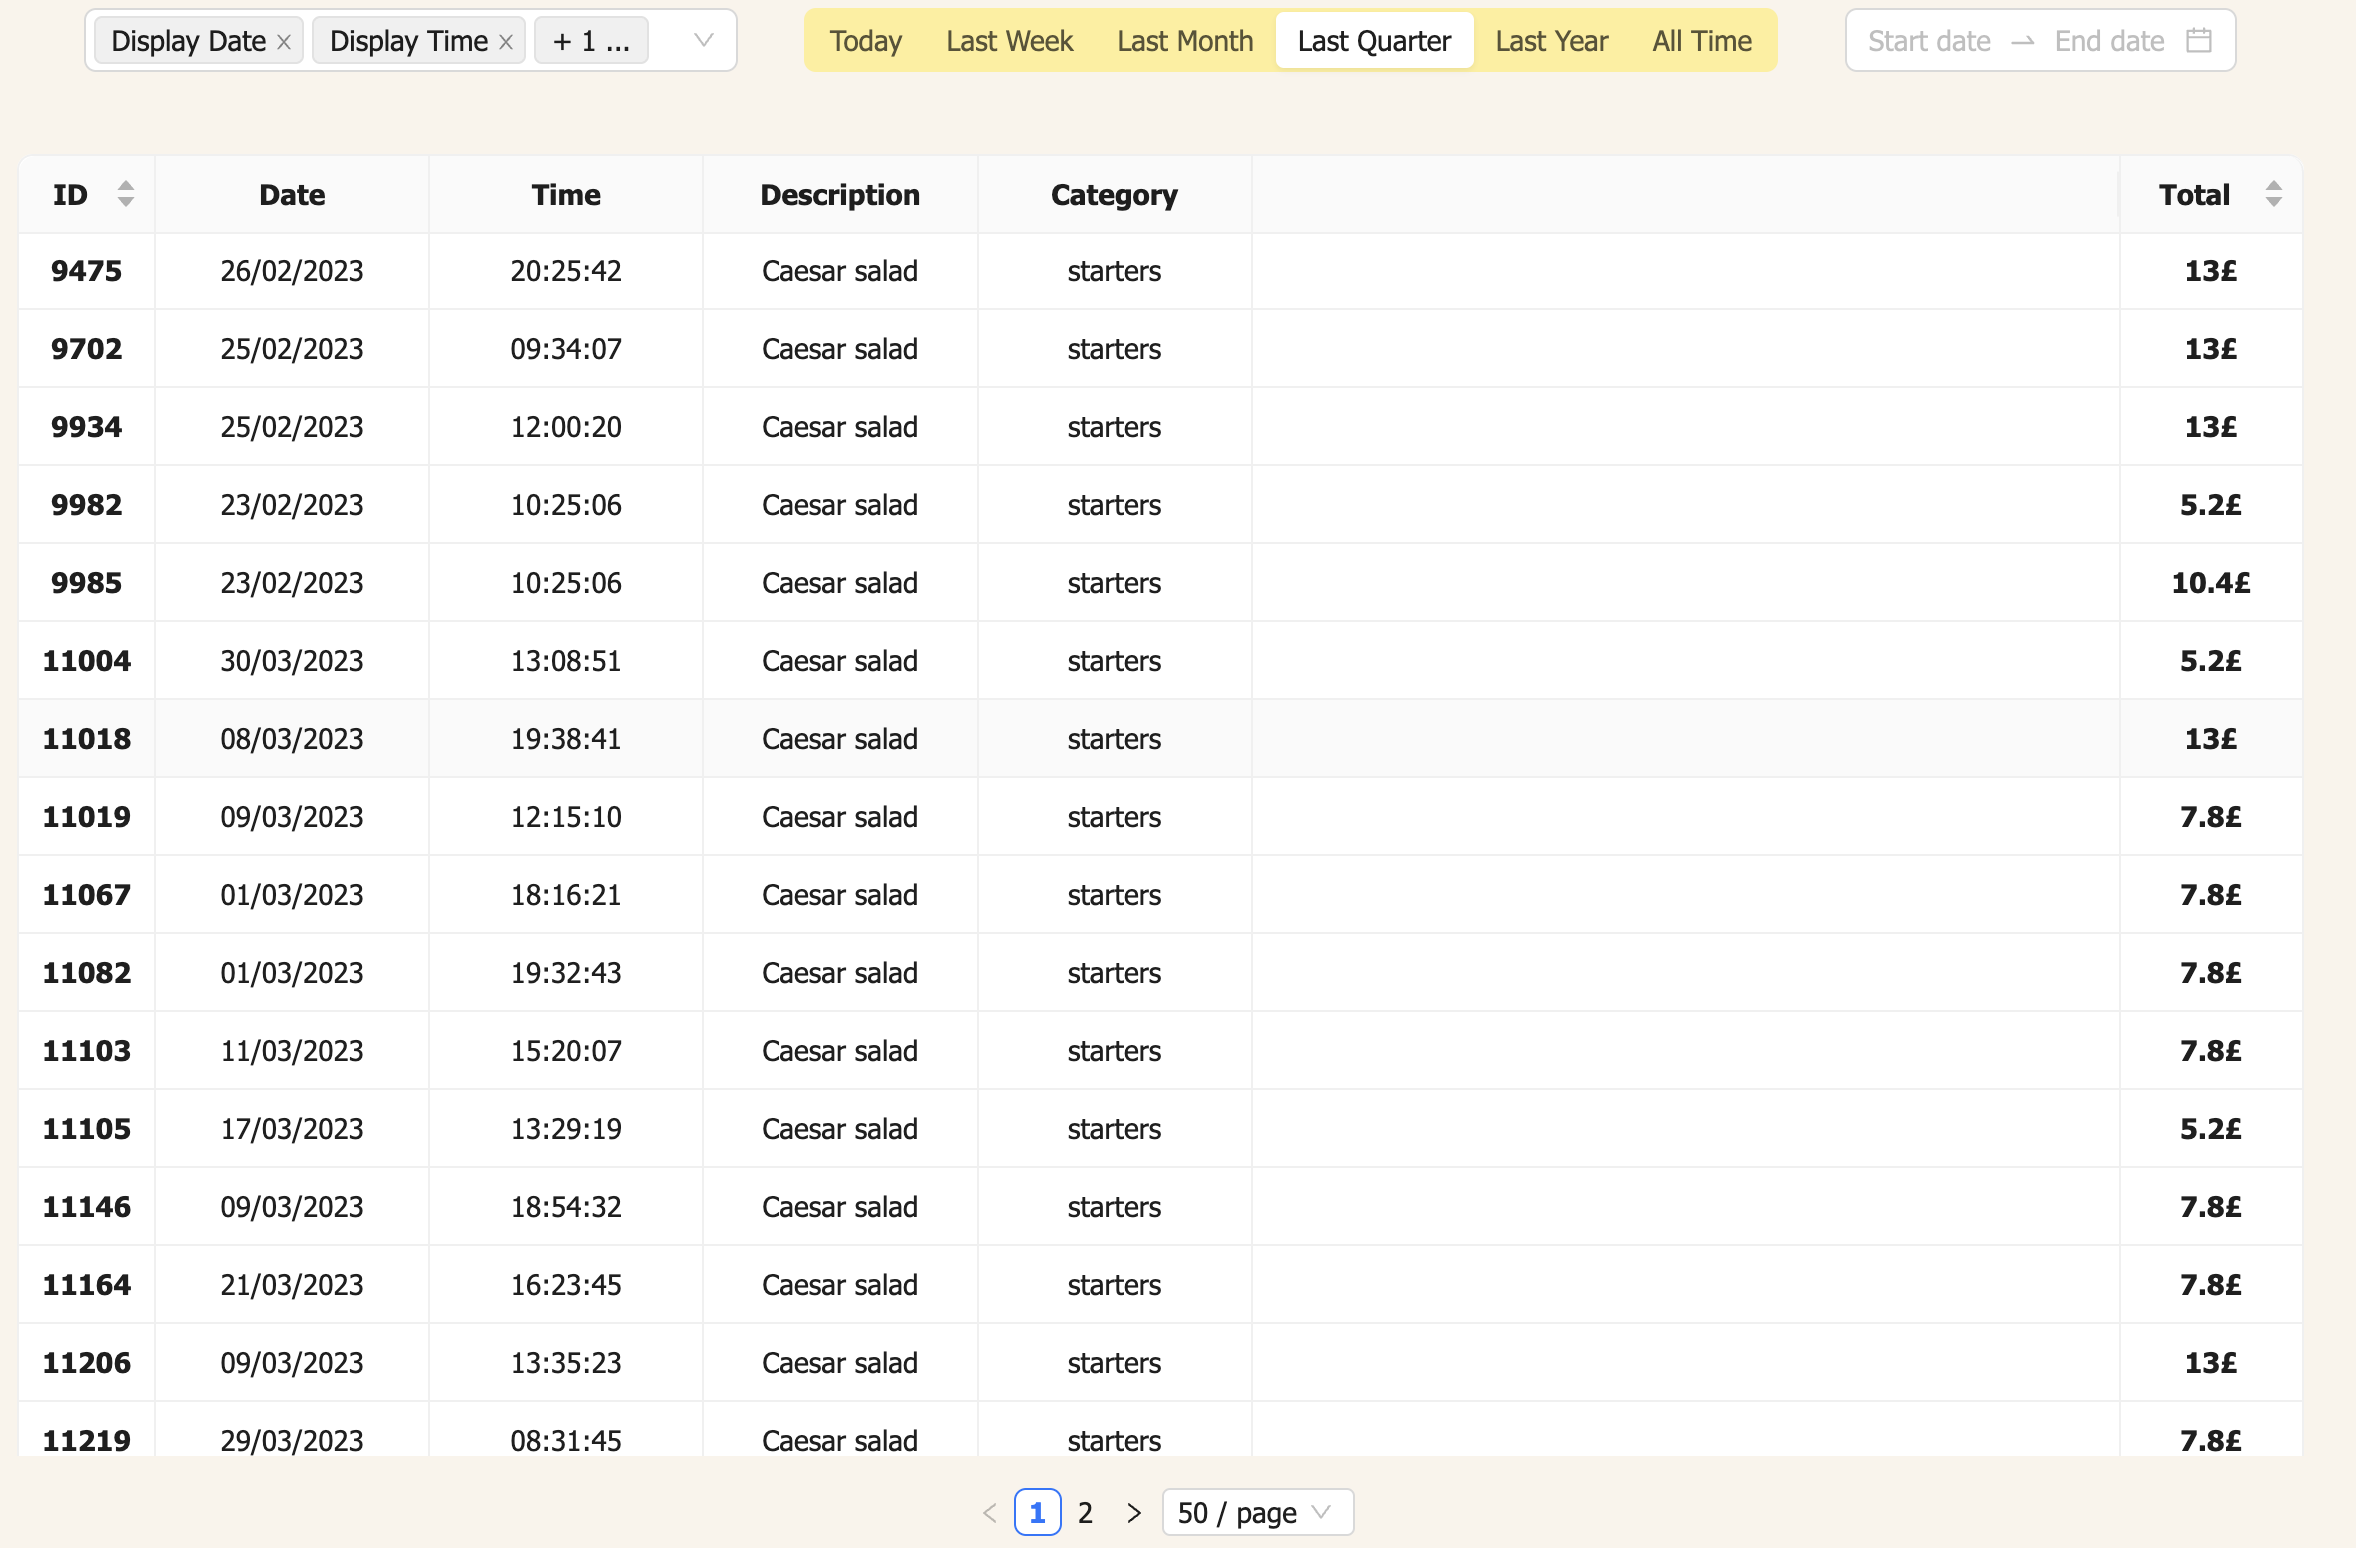 Display Date × Display Time × + 1 ... Today Last Week Last Month Last Quarter Last Year All Time Start date → End date
ID Date Time Description Category Total
9475 26/02/2023 20:25:42 Caesar salad starters 13£
9702 25/02/2023 09:34:07 Caesar salad starters 13£
9934 25/02/2023 12:00:20 Caesar salad starters 13£
9982 23/02/2023 10:25:06 Caesar salad starters 5.2£
9985 23/02/2023 10:25:06 Caesar salad starters 10.4£
11004 30/03/2023 13:08:51 Caesar salad starters 5.2£
11018 08/03/2023 19:38:41 Caesar salad starters 13£
11019 09/03/2023 12:15:10 Caesar salad starters 7.8£
11067 01/03/2023 18:16:21 Caesar salad starters 7.8£
11082 01/03/2023 19:32:43 Caesar salad starters 7.8£
11103 11/03/2023 15:20:07 Caesar salad starters 7.8£
11105 17/03/2023 13:29:19 Caesar salad starters 5.2£
11146 09/03/2023 18:54:32 Caesar salad starters 7.8£
11164 21/03/2023 16:23:45 Caesar salad starters 7.8£
11206 09/03/2023 13:35:23 Caesar salad starters 13£
11219 29/03/2023 08:31:45 Caesar salad starters 7.8£
< 1 2 > 50 / page